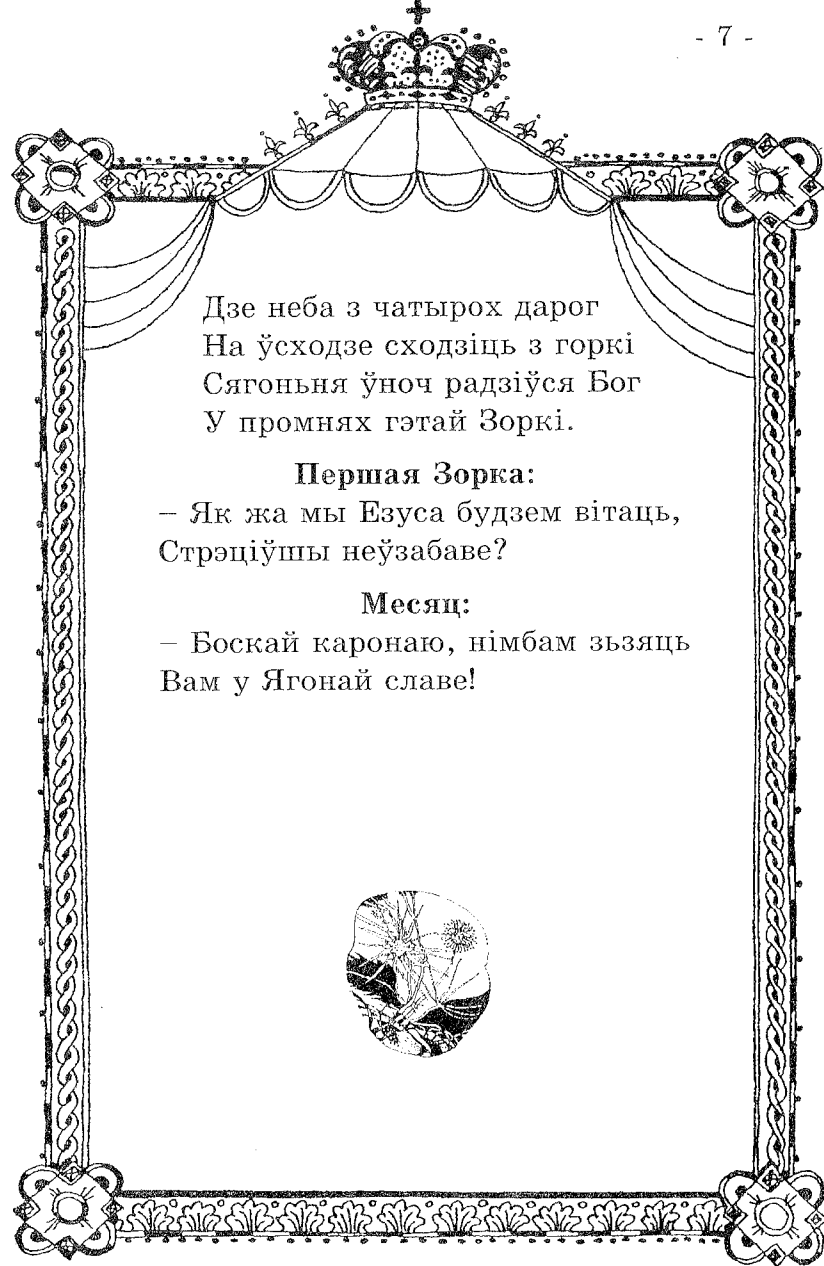 - 7 -
Дзе неба з чатырох дарог
На ўсходзе сходзіць з горкі
Сягоньня ўноч радзіўся Бог
У промнях гэтай Зоркі.
Першая Зорка:
– Як жа мы Езуса будзем вітаць,
Стрэціўшы неўзабаве?
Месяц:
– Боскай каронаю, німбам зьзяць
Вам у Ягонай славе!